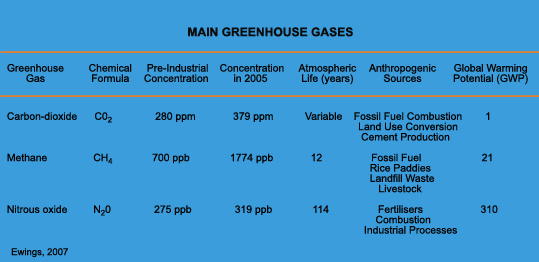 MAIN GREENHOUSE GASES
Greenhouse Gas Chemical Formula Pre-Industrial Concentration Concentration in 2005 Atmospheric Life (years) Anthropogenic Sources Global Warming Potential (GWP)
Carbon-dioxide C0₂ 280 ppm 379 ppm Variable Fossil Fuel Combustion 1
Land Use Conversion
Cement Production
Methane CH₄ 700 ppb 1774 ppb 12 Fossil Fuel 21
Rice Paddies
Landfill Waste
Livestock
Nitrous oxide N₂0 275 ppb 319 ppb 114 Fertilisers 310
Combustion
Industrial Processes
Ewings, 2007